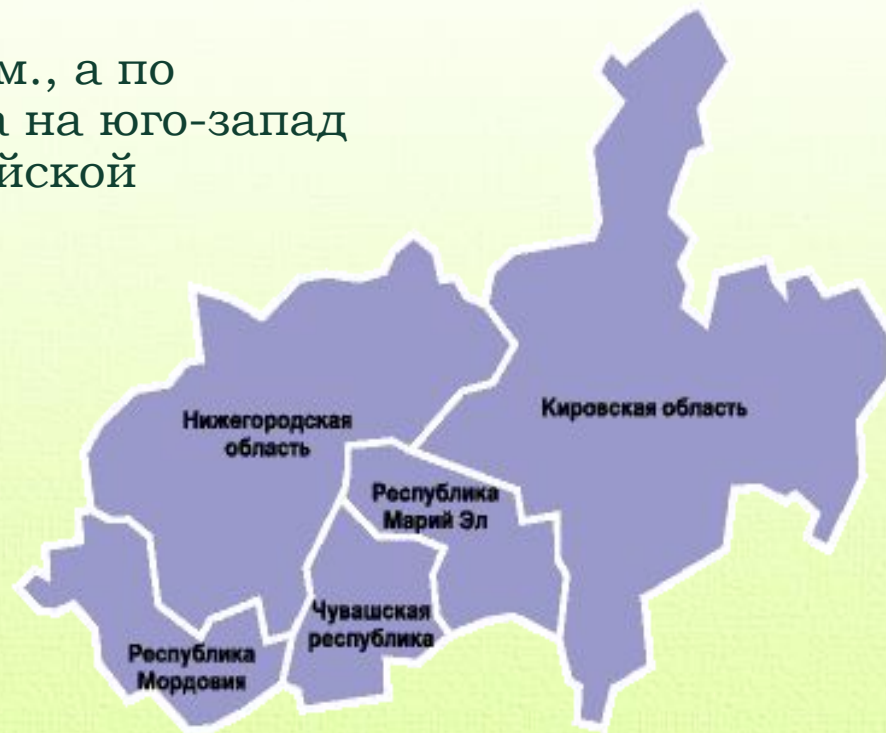 м., а по
а на юго-запад
йской
Нижегородская
область
Кировская область
Республика
Марий Эл
Чувашская
республика
Республика
Мордовия